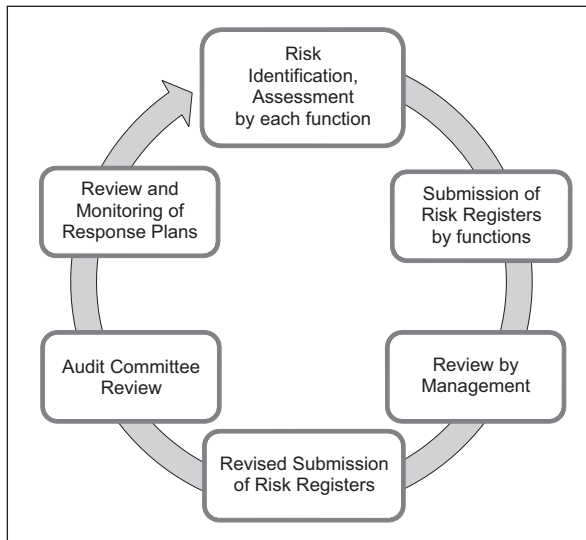 Risk
Identification,
Assessment
by each function
Submission of
Risk Registers
by functions
Review by
Management
Revised Submission
of Risk Registers
Audit Committee
Review
Review and
Monitoring of
Response Plans